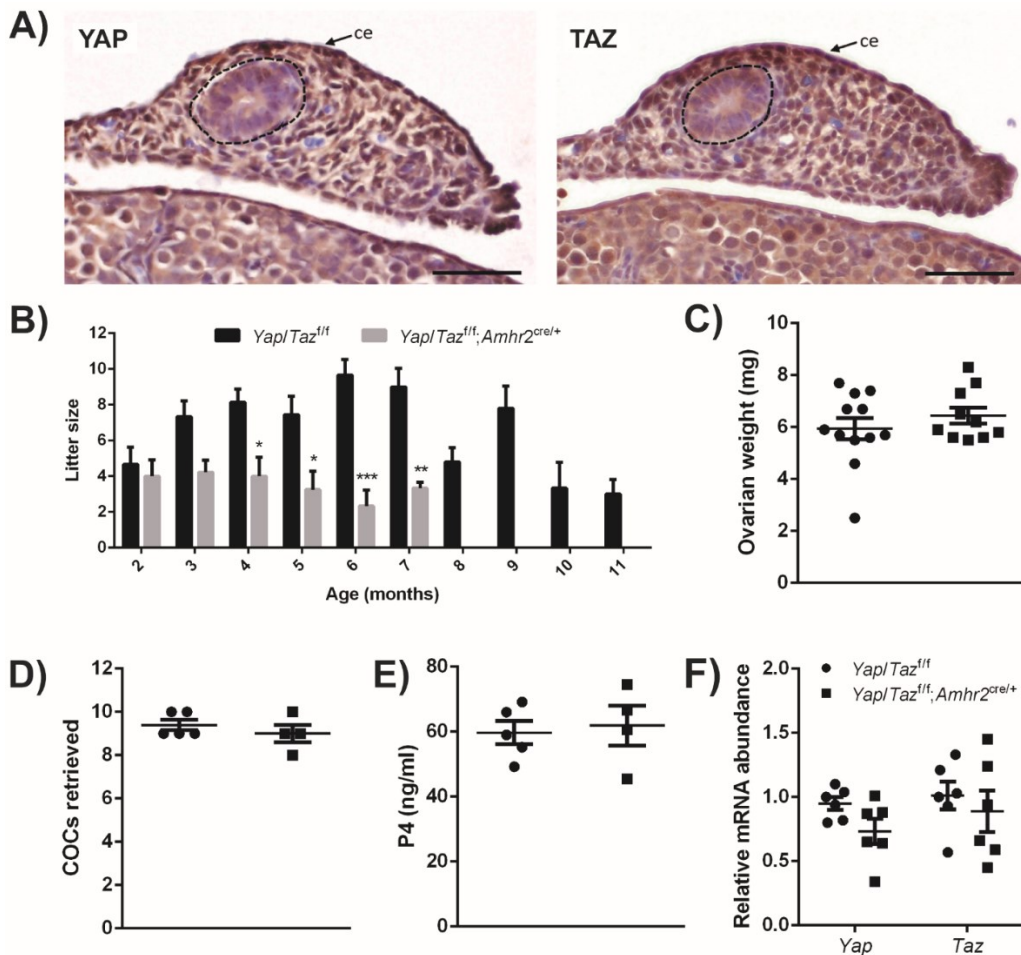 A)
YAP
ce
TAZ
ce
B)
Yap/Taz^f/f
Yap/Taz^f/f;Amhr2^cre/+
Litter size
12
10
8
6
4
2
0
*
*
***
**
2
3
4
5
6
7
8
9
10
11
Age (months)
C)
Ovarian weight (mg)
10
8
6
4
2
0
D)
COCs retrieved
12
10
8
6
4
2
0
E)
P4 (ng/ml)
80
60
40
20
0
F)
Yap/Taz^f/f
Yap/Taz^f/f;Amhr2^cre/+
Relative mRNA abundance
2.0
1.5
1.0
0.5
0.0
Yap
Taz